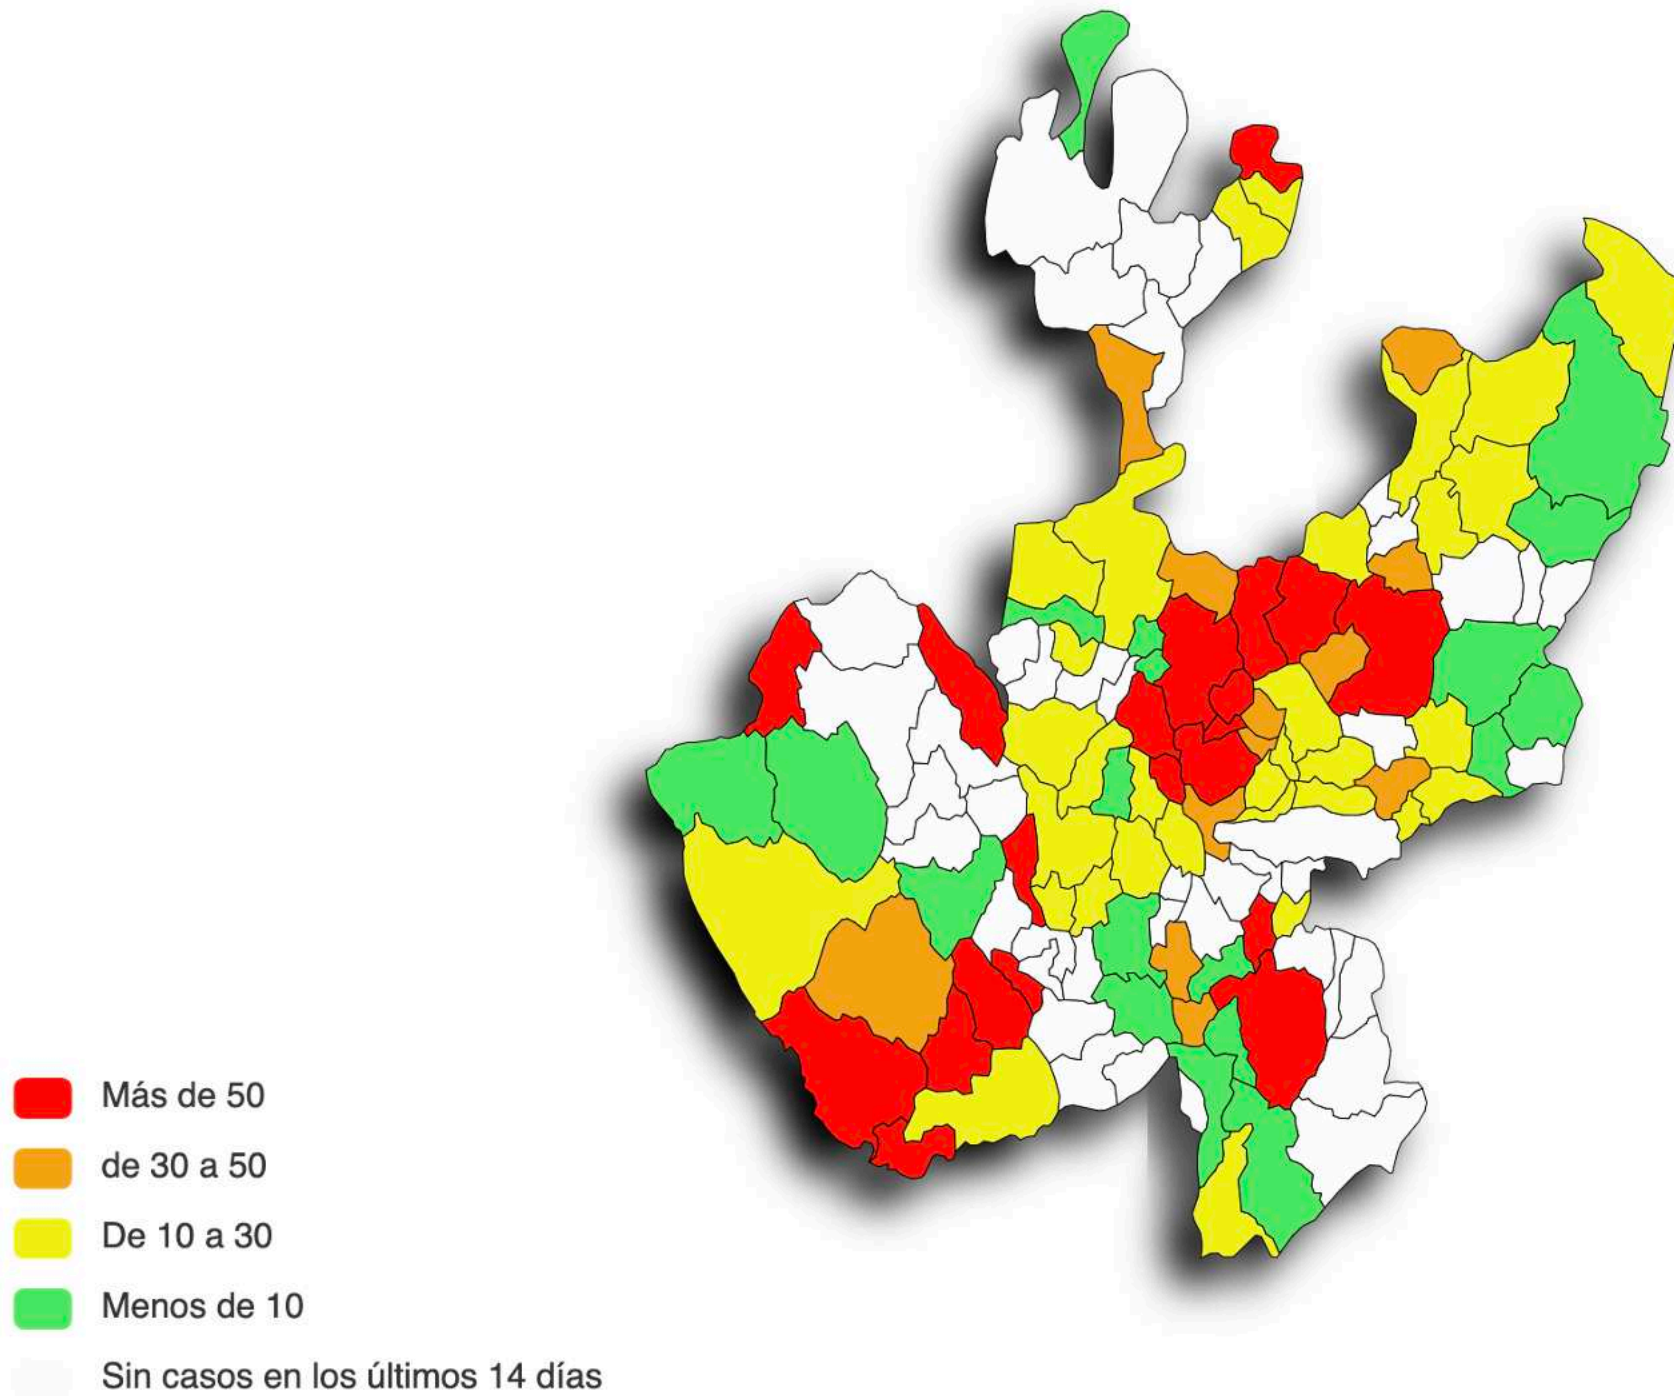 Más de 50
de 30 a 50
De 10 a 30
Menos de 10
Sin casos en los últimos 14 días